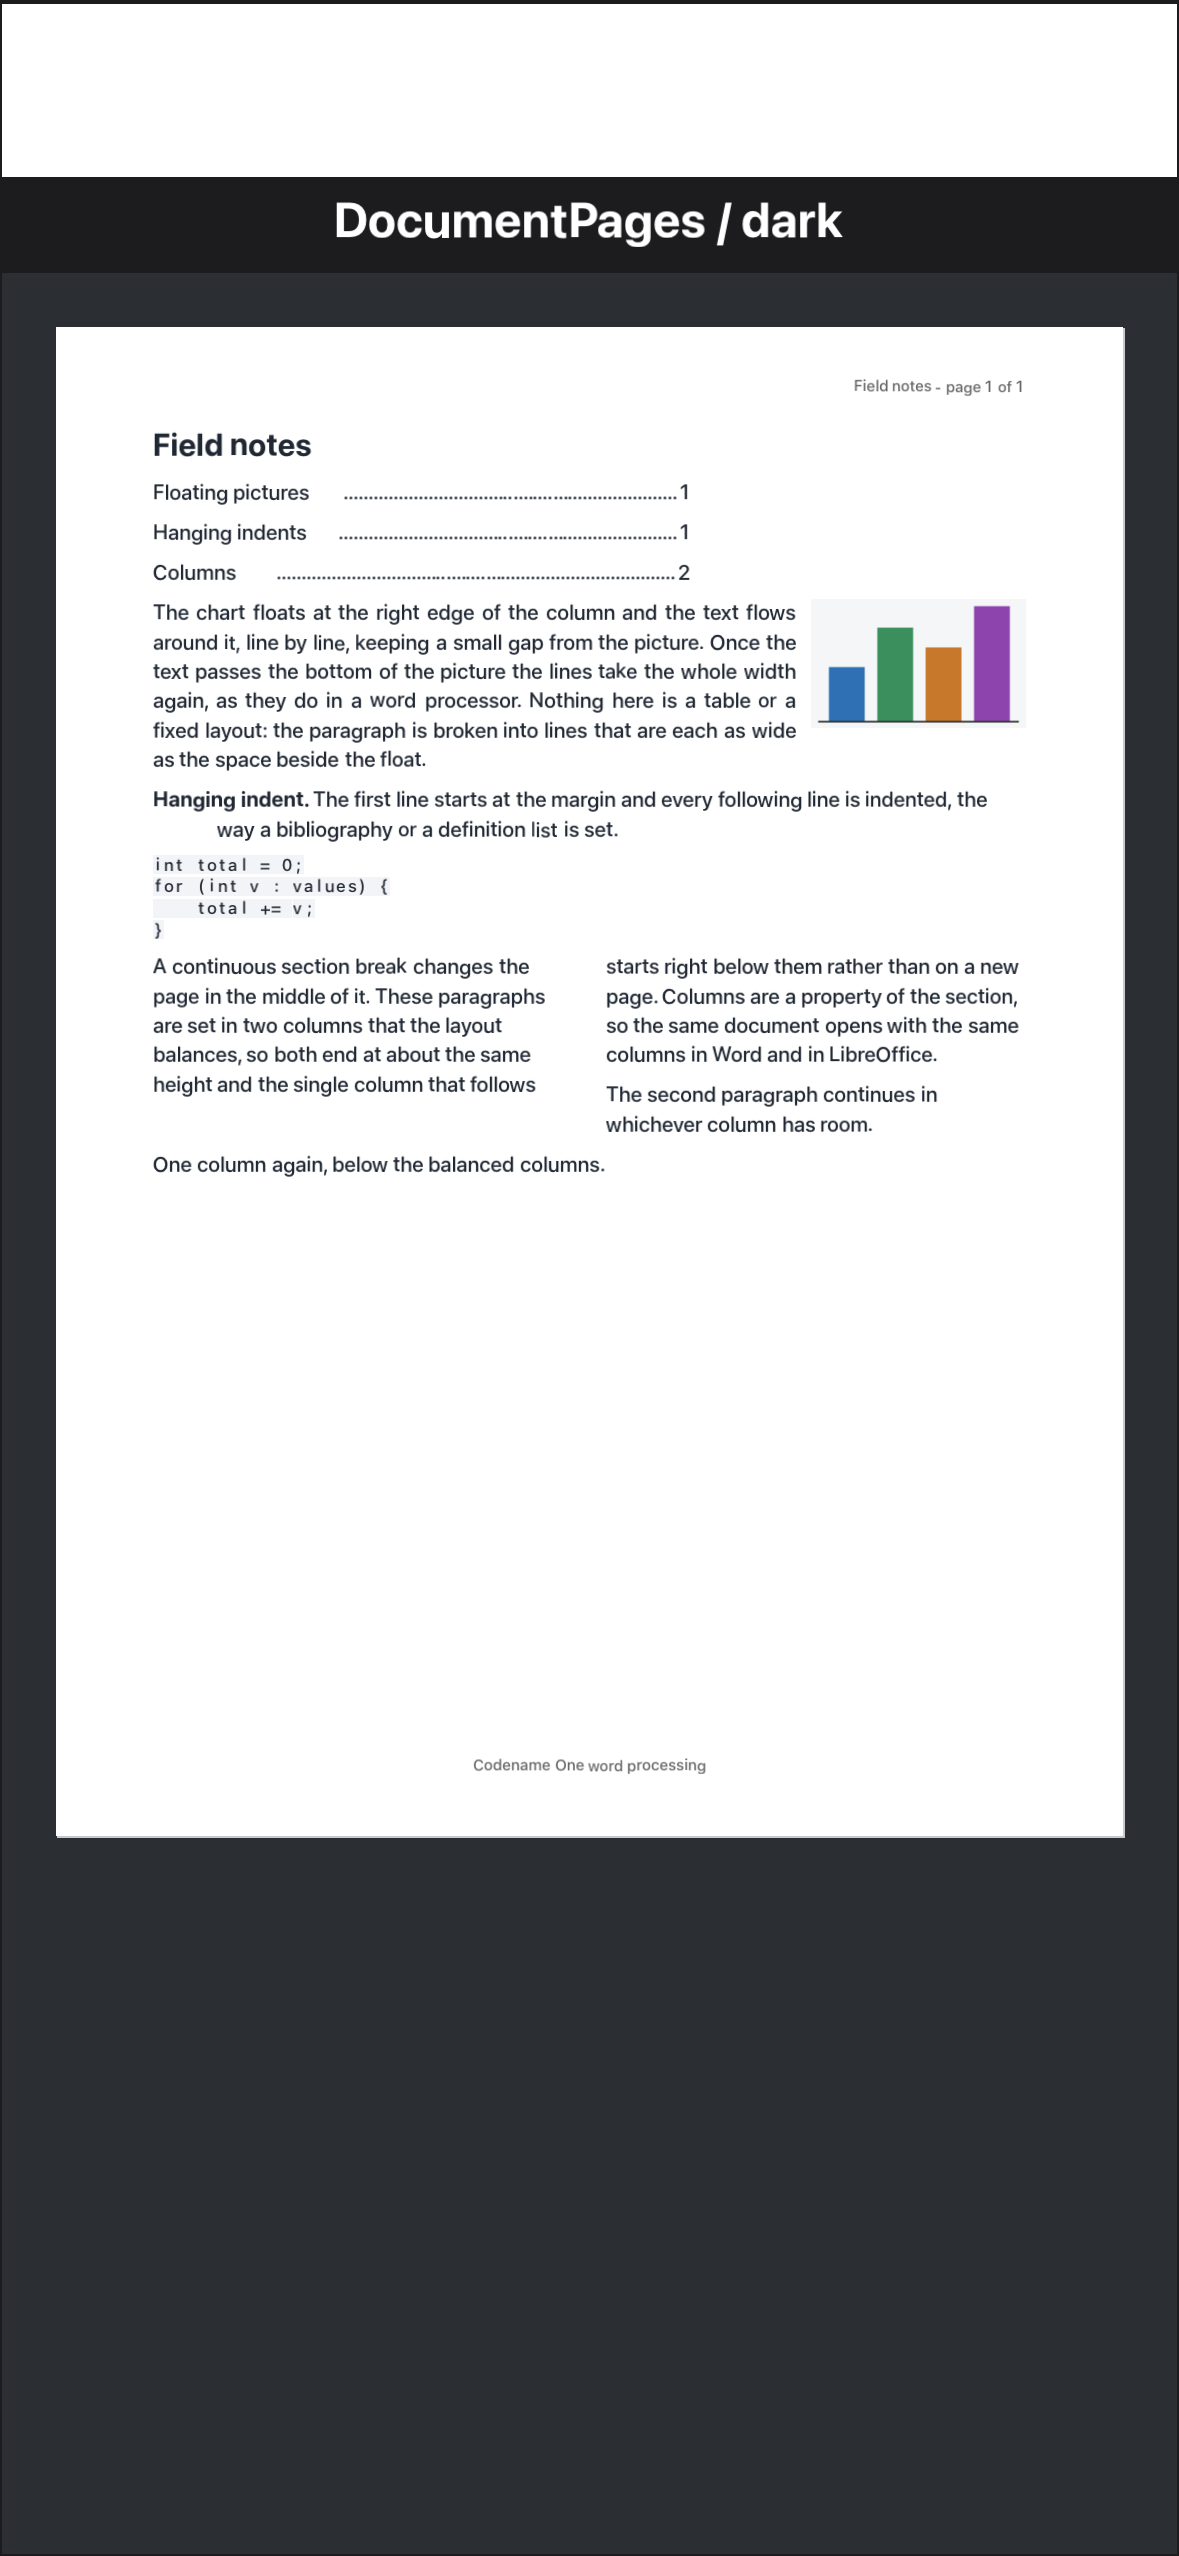 DocumentPages / dark
Field notes - page 1 of 1
Field notes
Floating pictures ................................................................... 1
Hanging indents .................................................................... 1
Columns ................................................................................ 2
The chart floats at the right edge of the column and the text flows
around it, line by line, keeping a small gap from the picture. Once the
text passes the bottom of the picture the lines take the whole width
again, as they do in a word processor. Nothing here is a table or a
fixed layout: the paragraph is broken into lines that are each as wide
as the space beside the float.
Hanging indent. The first line starts at the margin and every following line is indented, the
way a bibliography or a definition list is set.
int total = 0;
for (int v : values) {
    total += v;
}
A continuous section break changes the
page in the middle of it. These paragraphs
are set in two columns that the layout
balances, so both end at about the same
height and the single column that follows
starts right below them rather than on a new
page. Columns are a property of the section,
so the same document opens with the same
columns in Word and in LibreOffice.
The second paragraph continues in
whichever column has room.
One column again, below the balanced columns.
Codename One word processing